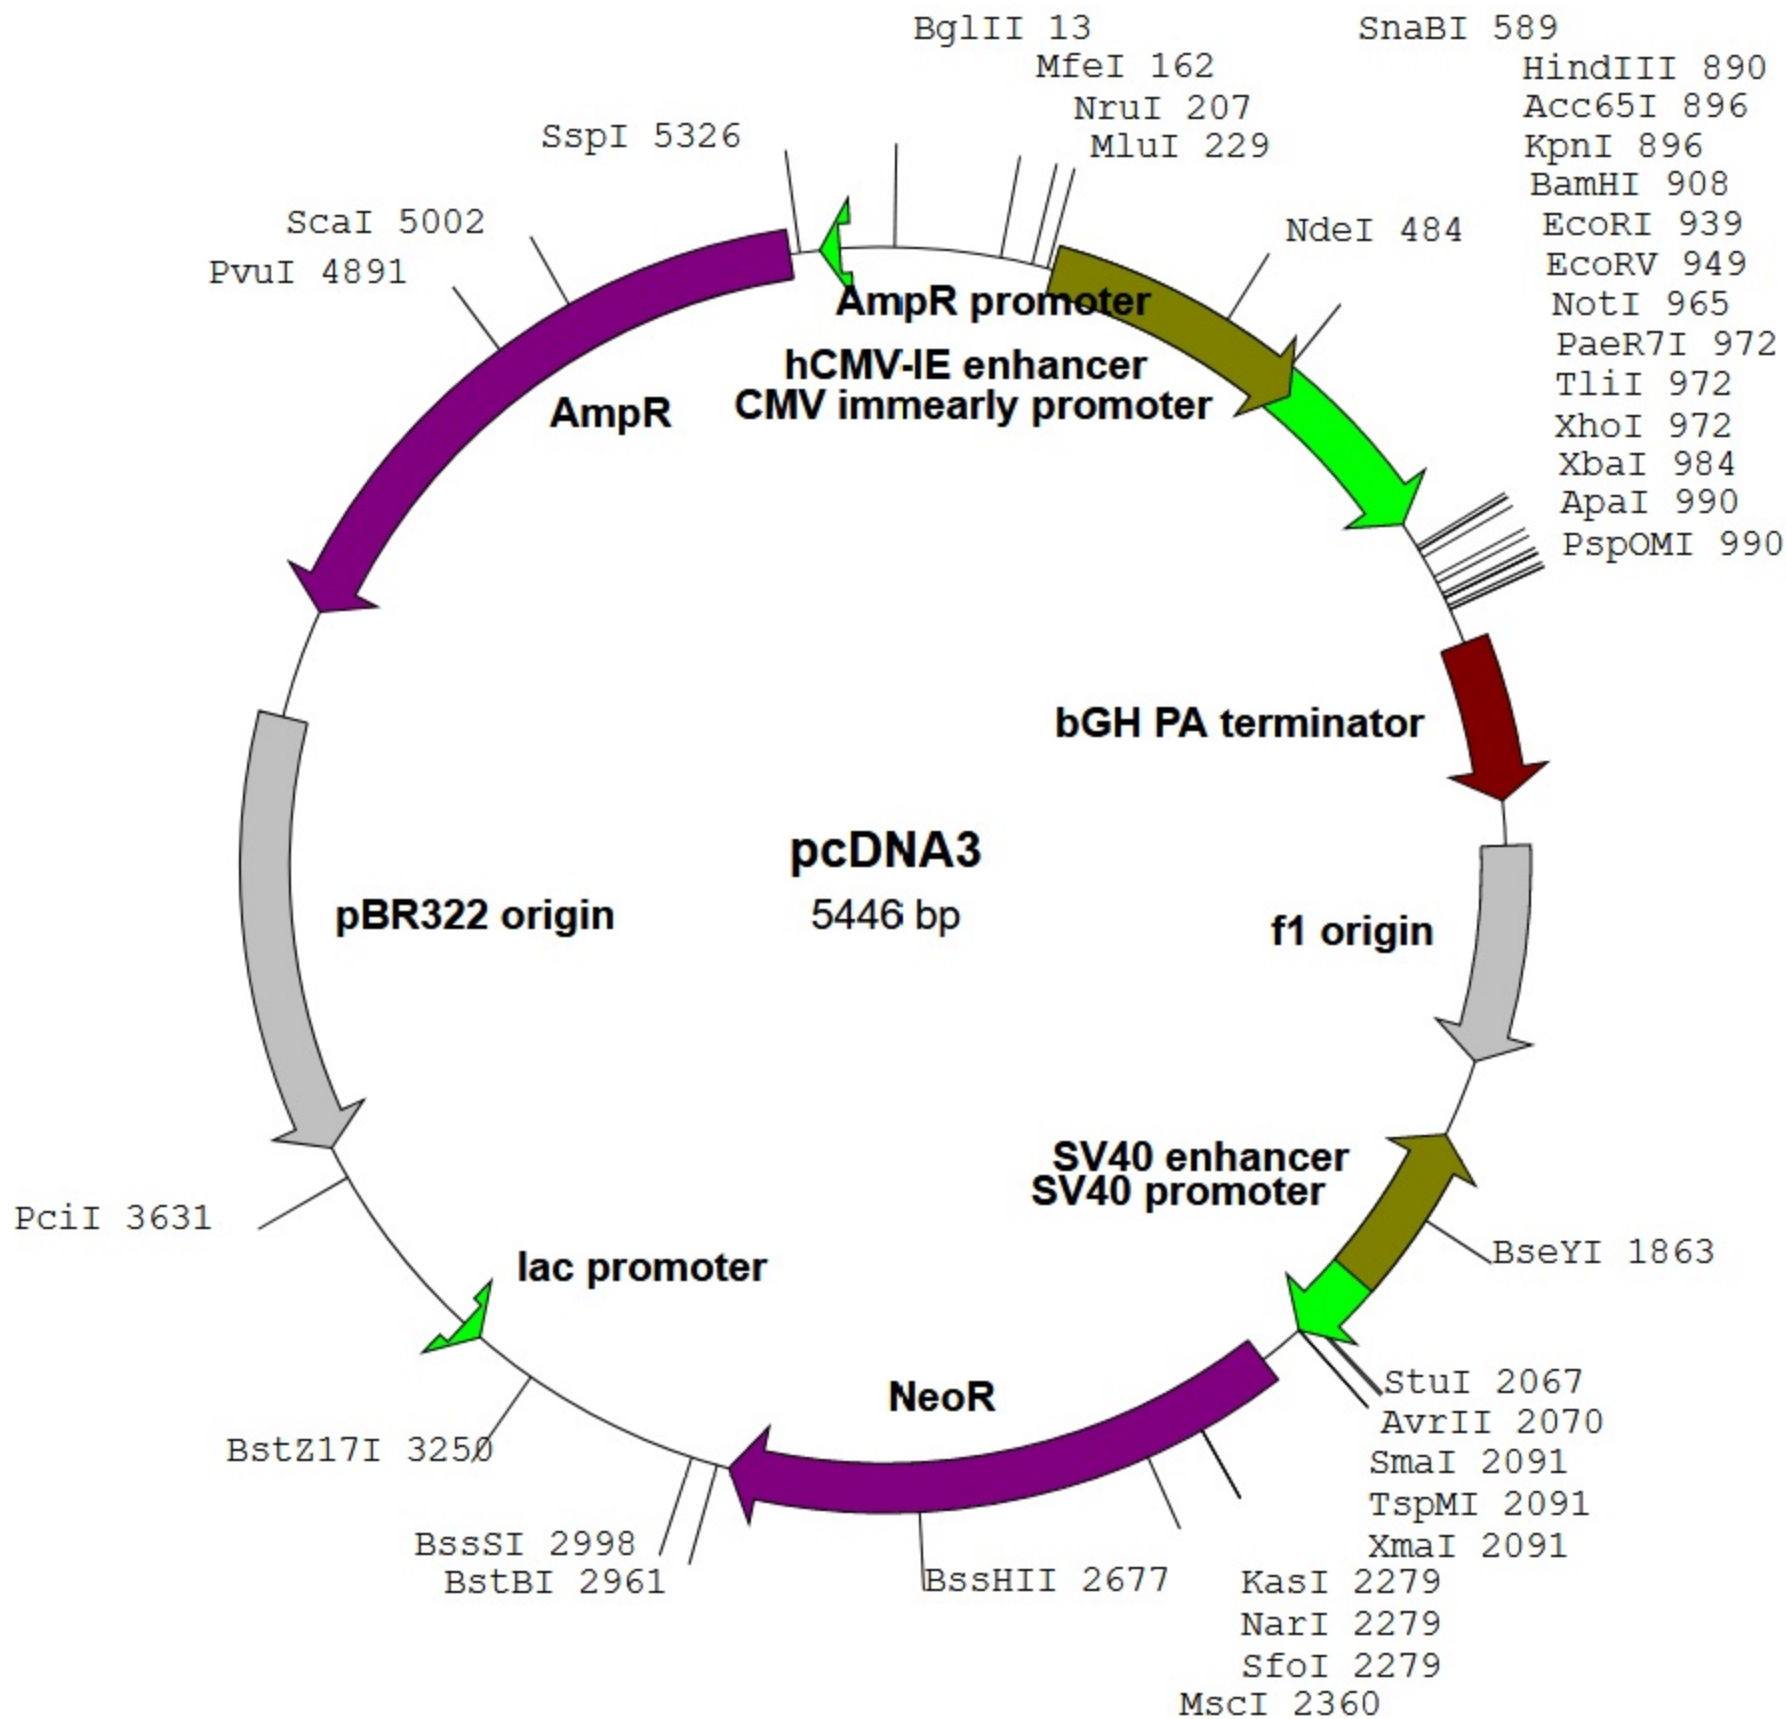 BglII 13
SnaBI 589
MfeI 162
HindIII 890
NruI 207
Acc65I 896
SspI 5326
MluI 229
KpnI 896
BamHI 908
ScaI 5002
NdeI 484
EcoRI 939
PvuI 4891
EcoRV 949
AmpR promoter
NotI 965
PaeR7I 972
hCMV-IE enhancer
TliI 972
AmpR
CMV immearly promoter
XhoI 972
XbaI 984
ApaI 990
PspOMI 990
bGH PA terminator
pcDNA3
5446 bp
pBR322 origin
f1 origin
SV40 enhancer
SV40 promoter
PciI 3631
BseYI 1863
lac promoter
StuI 2067
NeoR
AvrII 2070
BstZ17I 3250
SmaI 2091
TspMI 2091
BssSI 2998
XmaI 2091
BstBI 2961
BssHII 2677
KasI 2279
NarI 2279
SfoI 2279
MscI 2360